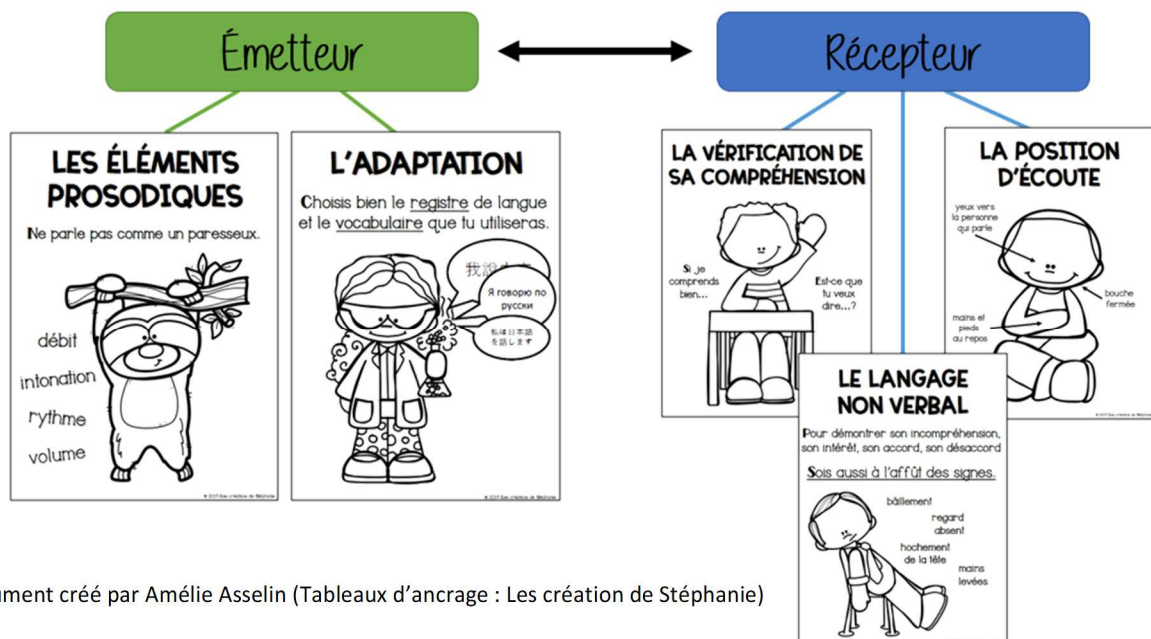 Émetteur
Récepteur
LES ÉLÉMENTS
PROSODIQUES
Ne parle pas comme un paresseux.
débit
intonation
rythme
volume
L'ADAPTATION
Choisis bien le registre de langue
et le vocabulaire que tu utiliseras.
Я говорю по
русски
私は日本語
を話します
LA VÉRIFICATION DE
SA COMPRÉHENSION
Si je
comprends
bien...
Est-ce que
tu veux
dire...?
LA POSITION
D'ÉCOUTE
yeux vers
la personne
qui parle
bouche
fermée
mains et
pieds
au repos
LE LANGAGE
NON VERBAL
Pour démontrer son incompréhension,
son intérêt, son accord, son désaccord
Sois aussi à l'affût des signes.
bâillement
regard
absent
hochement
de la tête
mains
levées
ument créé par Amélie Asselin (Tableaux d'ancrage : Les création de Stéphanie)